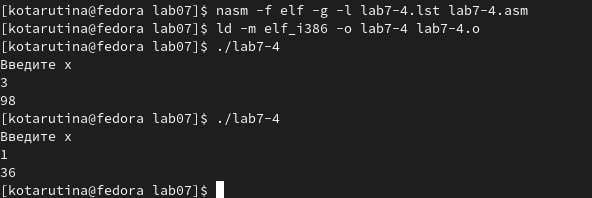 [kotarutina@fedora lab07]$ nasm -f elf -g -l lab7-4.lst lab7-4.asm
[kotarutina@fedora lab07]$ ld -m elf_i386 -o lab7-4 lab7-4.o
[kotarutina@fedora lab07]$ ./lab7-4
Введите x
3
98
[kotarutina@fedora lab07]$ ./lab7-4
Введите x
1
36
[kotarutina@fedora lab07]$